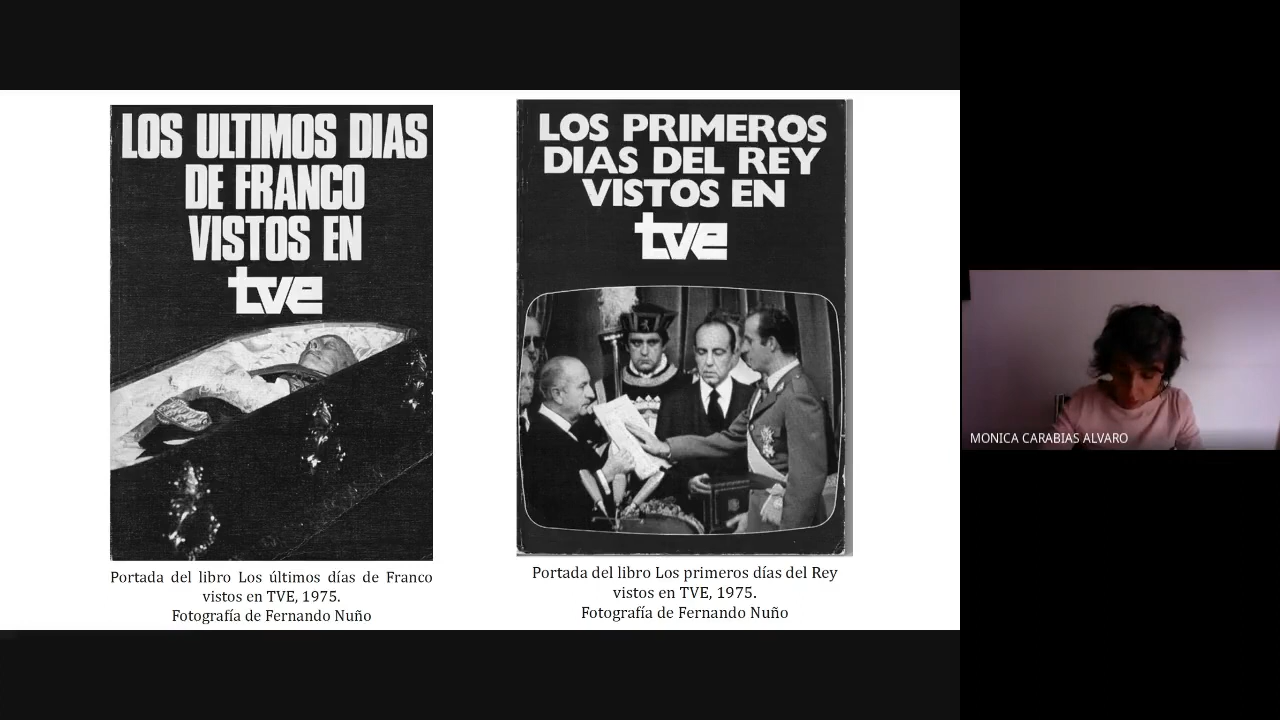 LOS ULTIMOS DIAS
DE FRANCO
VISTOS EN
tve
Portada del libro Los últimos días de Franco
vistos en TVE, 1975.
Fotografía de Fernando Nuño
LOS PRIMEROS
DIAS DEL REY
VISTOS EN
tve
Portada del libro Los primeros días del Rey
vistos en TVE, 1975.
Fotografía de Fernando Nuño
MONICA CARABIAS ALVARO